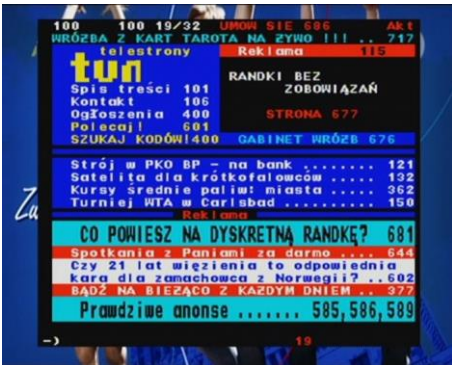 100 100 19/32 UMÓW SIĘ 686 Akt
WRÓŻBA Z KART TAROTA NA ŻYWO !!! .. 717
telestrony
Reklama 115
tvn
RANDKI BEZ
ZOBOWIĄZAŃ
Spis treści 101
Kontakt 106
Ogłoszenia 400
STRONA 677
Polecaj! 601
SZUKAJ KODÓW!400
GABINET WRÓŻB 676
Strój w PKO BP - na bank ........ 121
Satelita dla krótkofalowców ..... 132
Kursy średnie paliw: miasta ..... 362
Turniej WTA w Carlsbad .......... 150
Reklama
CO POWIESZ NA DYSKRETNĄ RANDKĘ? 681
Spotkania z Paniami za darmo .... 644
Czy 21 lat więzienia to odpowiednia
kara dla zamachowca z Norwegii? ..602
BĄDŹ NA BIEŻĄCO Z KAŻDYM DNIEM .. 377
Prawdziwe anonse ....... 585,586,589
-)
19